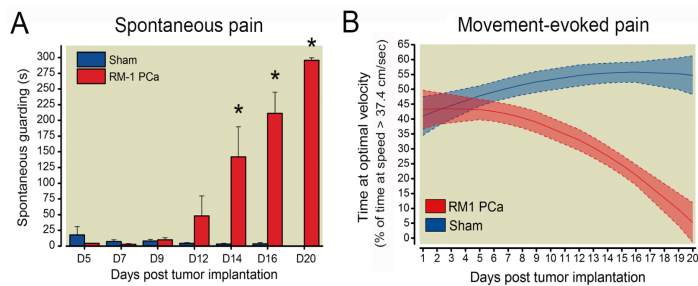 A
Spontaneous pain
Spontaneous guarding (s)
300
275
250
225
200
175
150
125
100
75
50
25
0
Sham
RM-1 PCa
*
*
*
D5 D7 D9 D12 D14 D16 D20
Days post tumor implantation
B
Movement-evoked pain
Time at optimal velocity
(% of time at speed > 37.4 cm/sec)
65
60
55
50
45
40
35
30
25
20
15
10
5
0
RM1 PCa
Sham
1 2 3 4 5 6 7 8 9 10 11 12 13 14 15 16 17 18 19 20
Days post tumor implantation